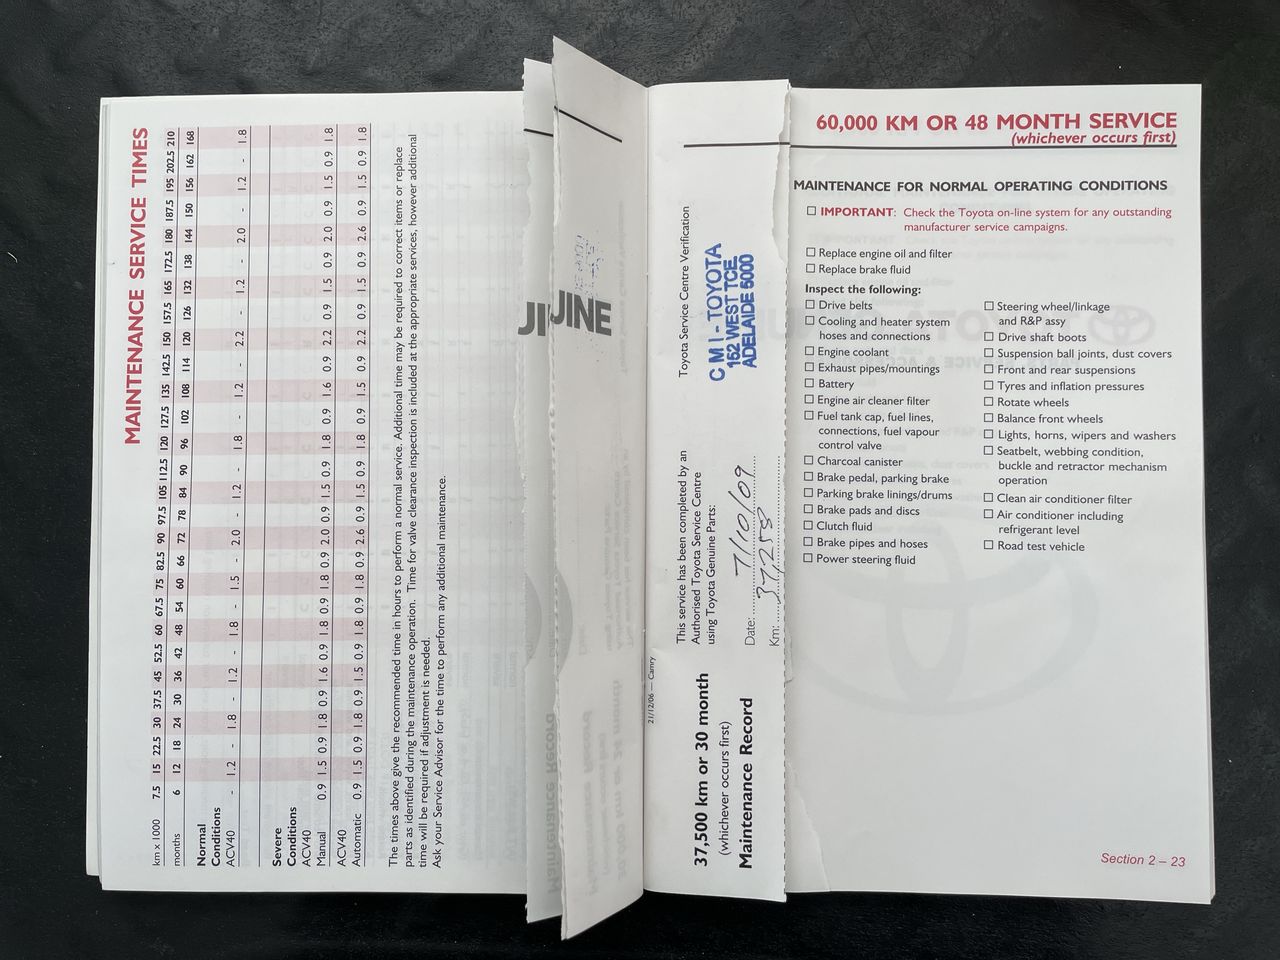 MAINTENANCE SERVICE TIMES
km x 1000 7.5 15 22.5 30 37.5 45 52.5 60 67.5 75 82.5 90 97.5 105 112.5 120 127.5 135 142.5 150 157.5 165 172.5 180 187.5 195 202.5 210
months 6 12 18 24 30 36 42 48 54 60 66 72 78 84 90 96 102 108 114 120 126 132 138 144 150 156 162 168
Normal
Conditions
ACV40 - 1.2 - 1.8 - 1.2 - 1.8 - 1.5 - 2.0 - 1.2 - 1.8 - 1.2 - 2.2 - 1.2 - 2.0 - 1.2 - 1.8
Severe
Conditions
ACV40
Manual 0.9 1.5 0.9 1.8 0.9 1.6 0.9 1.8 0.9 1.8 0.9 2.0 0.9 1.5 0.9 1.8 0.9 1.6 0.9 2.2 0.9 1.5 0.9 2.0 0.9 1.5 0.9 1.8
ACV40
Automatic 0.9 1.5 0.9 1.8 0.9 1.5 0.9 1.8 0.9 1.8 0.9 2.6 0.9 1.5 0.9 1.8 0.9 1.5 0.9 2.2 0.9 1.5 0.9 2.6 0.9 1.5 0.9 1.8
The times above give the recommended time in hours to perform a normal service. Additional time may be required to correct items or replace
parts as identified during the maintenance operation. Time for valve clearance inspection is included at the appropriate services, however additional
time will be required if adjustment is needed.
Ask your Service Advisor for the time to perform any additional maintenance.
JINE
21/12/06 — Camry
37,500 km or 30 month
(whichever occurs first)
Maintenance Record
This service has been completed by an
Authorised Toyota Service Centre
using Toyota Genuine Parts:
Date: 7/10/09
Km: 37,255
Toyota Service Centre Verification
C M I - TOYOTA
152 WEST TCE
ADELAIDE 5000
60,000 KM OR 48 MONTH SERVICE
(whichever occurs first)
MAINTENANCE FOR NORMAL OPERATING CONDITIONS
IMPORTANT: Check the Toyota on-line system for any outstanding
manufacturer service campaigns.
Replace engine oil and filter
Replace brake fluid
Inspect the following:
Drive belts
Cooling and heater system
hoses and connections
Engine coolant
Exhaust pipes/mountings
Battery
Engine air cleaner filter
Fuel tank cap, fuel lines,
connections, fuel vapour
control valve
Charcoal canister
Brake pedal, parking brake
Parking brake linings/drums
Brake pads and discs
Clutch fluid
Brake pipes and hoses
Power steering fluid
Steering wheel/linkage
and R&P assy
Drive shaft boots
Suspension ball joints, dust covers
Front and rear suspensions
Tyres and inflation pressures
Rotate wheels
Balance front wheels
Lights, horns, wipers and washers
Seatbelt, webbing condition,
buckle and retractor mechanism
operation
Clean air conditioner filter
Air conditioner including
refrigerant level
Road test vehicle
Section 2 – 23